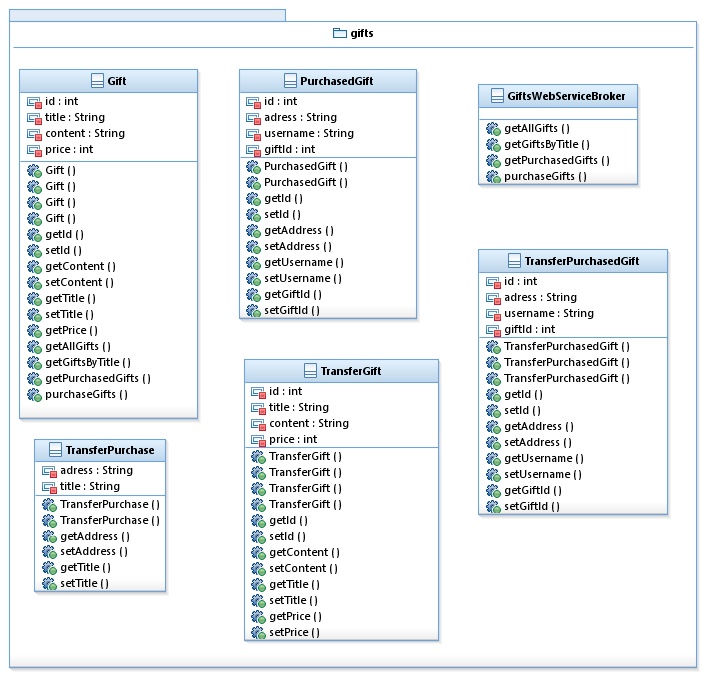 gifts
Gift
id : int
title : String
content : String
price : int
Gift ( )
Gift ( )
Gift ( )
Gift ( )
getId ( )
setId ( )
getContent ( )
setContent ( )
getTitle ( )
setTitle ( )
getPrice ( )
getAllGifts ( )
getGiftsByTitle ( )
getPurchasedGifts ( )
purchaseGifts ( )
PurchasedGift
id : int
adress : String
username : String
giftId : int
PurchasedGift ( )
PurchasedGift ( )
getId ( )
setId ( )
getAddress ( )
setAddress ( )
getUsername ( )
setUsername ( )
getGiftId ( )
setGiftId ( )
GiftsWebServiceBroker
getAllGifts ( )
getGiftsByTitle ( )
getPurchasedGifts ( )
purchaseGifts ( )
TransferPurchasedGift
id : int
adress : String
username : String
giftId : int
TransferPurchasedGift ( )
TransferPurchasedGift ( )
TransferPurchasedGift ( )
getId ( )
setId ( )
getAddress ( )
setAddress ( )
getUsername ( )
setUsername ( )
getGiftId ( )
setGiftId ( )
TransferGift
id : int
title : String
content : String
price : int
TransferGift ( )
TransferGift ( )
TransferGift ( )
TransferGift ( )
getId ( )
setId ( )
getContent ( )
setContent ( )
getTitle ( )
setTitle ( )
getPrice ( )
setPrice ( )
TransferPurchase
adress : String
title : String
TransferPurchase ( )
TransferPurchase ( )
getAddress ( )
setAddress ( )
getTitle ( )
setTitle ( )